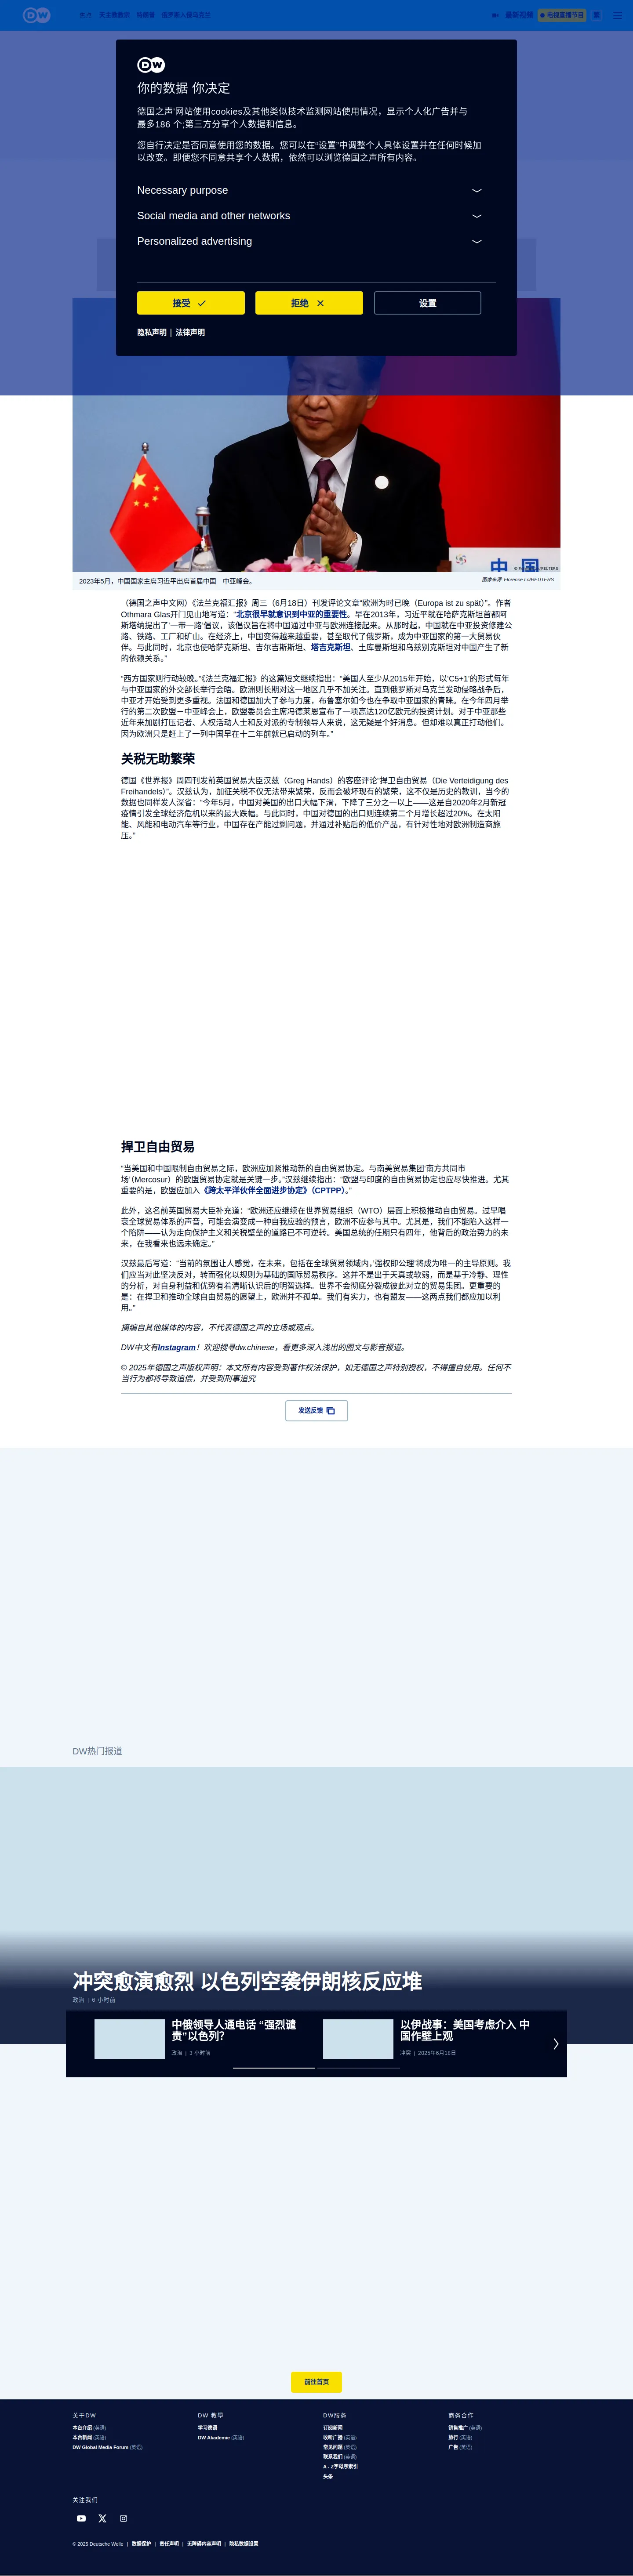 DW
焦点
天主教教宗
特朗普
俄罗斯入侵乌克兰
最新视频
电视直播节目
繁
DW
你的数据 你决定
德国之声'网站使用cookies及其他类似技术监测网站使用情况，显示个人化广告并与
最多186 个;第三方分享个人数据和信息。
您自行决定是否同意使用您的数据。您可以在“设置”中调整个人具体设置并在任何时候加
以改变。即便您不同意共享个人数据，依然可以浏览德国之声所有内容。
Necessary purpose
Social media and other networks
Personalized advertising
接受
拒绝
设置
隐私声明 | 法律声明
中国
2023年5月，中国国家主席习近平出席首届中国—中亚峰会。
图像来源: Florence Lo/REUTERS
（德国之声中文网）《法兰克福汇报》周三（6月18日）刊发评论文章“欧洲为时已晚（Europa ist zu spät）”。作者
Othmara Glas开门见山地写道：“北京很早就意识到中亚的重要性。早在2013年，习近平就在哈萨克斯坦首都阿
斯塔纳提出了‘一带一路’倡议，该倡议旨在将中国通过中亚与欧洲连接起来。从那时起，中国就在中亚投资修建公
路、铁路、工厂和矿山。在经济上，中国变得越来越重要，甚至取代了俄罗斯，成为中亚国家的第一大贸易伙
伴。与此同时，北京也使哈萨克斯坦、吉尔吉斯斯坦、塔吉克斯坦、土库曼斯坦和乌兹别克斯坦对中国产生了新
的依赖关系。”
“西方国家则行动较晚。”《法兰克福汇报》的这篇短文继续指出：“美国人至少从2015年开始，以‘C5+1’的形式每年
与中亚国家的外交部长举行会晤。欧洲则长期对这一地区几乎不加关注。直到俄罗斯对乌克兰发动侵略战争后，
中亚才开始受到更多重视。法国和德国加大了参与力度，布鲁塞尔如今也在争取中亚国家的青睐。在今年四月举
行的第二次欧盟－中亚峰会上，欧盟委员会主席冯德莱恩宣布了一项高达120亿欧元的投资计划。对于中亚那些
近年来加剧打压记者、人权活动人士和反对派的专制领导人来说，这无疑是个好消息。但却难以真正打动他们。
因为欧洲只是赶上了一列中国早在十二年前就已启动的列车。”
关税无助繁荣
德国《世界报》周四刊发前英国贸易大臣汉兹（Greg Hands）的客座评论“捍卫自由贸易（Die Verteidigung des
Freihandels）”。汉兹认为，加征关税不仅无法带来繁荣，反而会破坏现有的繁荣，这不仅是历史的教训，当今的
数据也同样发人深省：“今年5月，中国对美国的出口大幅下滑，下降了三分之一以上——这是自2020年2月新冠
疫情引发全球经济危机以来的最大跌幅。与此同时，中国对德国的出口则连续第二个月增长超过20%。在太阳
能、风能和电动汽车等行业，中国存在产能过剩问题，并通过补贴后的低价产品，有针对性地对欧洲制造商施
压。”
捍卫自由贸易
“当美国和中国限制自由贸易之际，欧洲应加紧推动新的自由贸易协定。与南美贸易集团‘南方共同市
场’（Mercosur）的欧盟贸易协定就是关键一步。”汉兹继续指出：“欧盟与印度的自由贸易协定也应尽快推进。尤其
重要的是，欧盟应加入《跨太平洋伙伴全面进步协定》（CPTPP）。”
此外，这名前英国贸易大臣补充道：“欧洲还应继续在世界贸易组织（WTO）层面上积极推动自由贸易。过早唱
衰全球贸易体系的声音，可能会演变成一种自我应验的预言，欧洲不应参与其中。尤其是，我们不能陷入这样一
个陷阱——认为走向保护主义和关税壁垒的道路已不可逆转。美国总统的任期只有四年，他背后的政治势力的未
来，在我看来也远未确定。”
汉兹最后写道：“当前的氛围让人感觉，在未来，包括在全球贸易领域内，‘强权即公理’将成为唯一的主导原则。我
们应当对此坚决反对，转而强化以规则为基础的国际贸易秩序。这并不是出于天真或软弱，而是基于冷静、理性
的分析，对自身利益和优势有着清晰认识后的明智选择。世界不会彻底分裂成彼此对立的贸易集团。更重要的
是：在捍卫和推动全球自由贸易的愿望上，欧洲并不孤单。我们有实力，也有盟友——这两点我们都应加以利
用。”
摘编自其他媒体的内容，不代表德国之声的立场或观点。
DW中文有Instagram！欢迎搜寻dw.chinese，看更多深入浅出的图文与影音报道。
© 2025年德国之声版权声明：本文所有内容受到著作权法保护，如无德国之声特别授权，不得擅自使用。任何不
当行为都将导致追偿，并受到刑事追究
发送反馈
DW热门报道
冲突愈演愈烈 以色列空袭伊朗核反应堆
政治 | 6 小时前
中俄领导人通电话 “强烈谴
责”以色列？
政治 | 3 小时前
以伊战事：美国考虑介入 中
国作壁上观
冲突 | 2025年6月18日
前往首页
关于DW
本台介绍 (英语)
本台新闻 (英语)
DW Global Media Forum (英语)
DW 教学
学习德语
DW Akademie (英语)
DW服务
订阅新闻
收听广播 (英语)
常见问题 (英语)
联系我们 (英语)
A - Z字母序索引
头条
商务合作
销售推广 (英语)
旅行 (英语)
广告 (英语)
关注我们
© 2025 Deutsche Welle | 数据保护 | 责任声明 | 无障碍内容声明 | 隐私数据设置